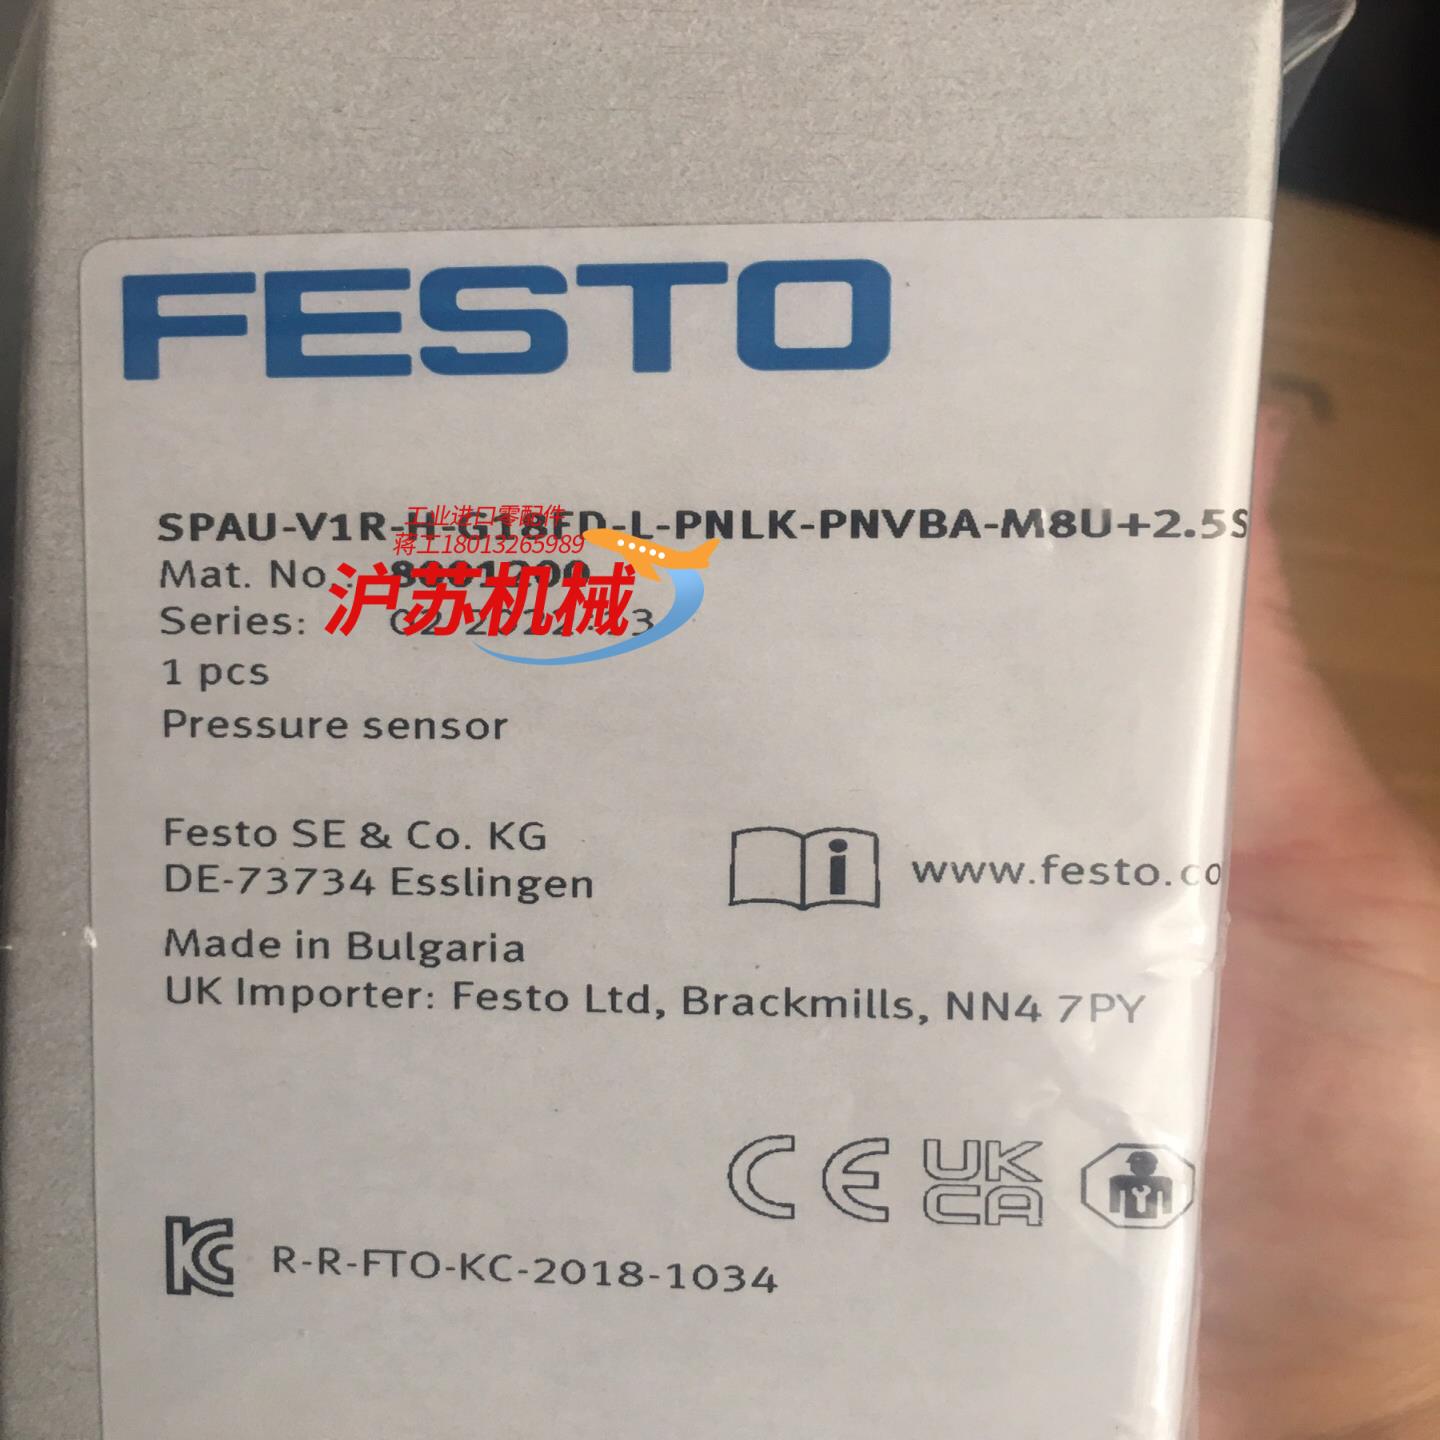 FESTO
SPAU-V1R-H-G18FD-L-PNLK-PNVBA-M8U+2.5S
工业进口零配件
蒋工18013265989
Mat. No.: 8001200
沪苏机械
Series:
1 pcs
Pressure sensor
Festo SE & Co. KG
DE-73734 Esslingen
i www.festo.co
Made in Bulgaria
UK Importer: Festo Ltd, Brackmills, NN4 7PY
CE UK CA
KC R-R-FTO-KC-2018-1034